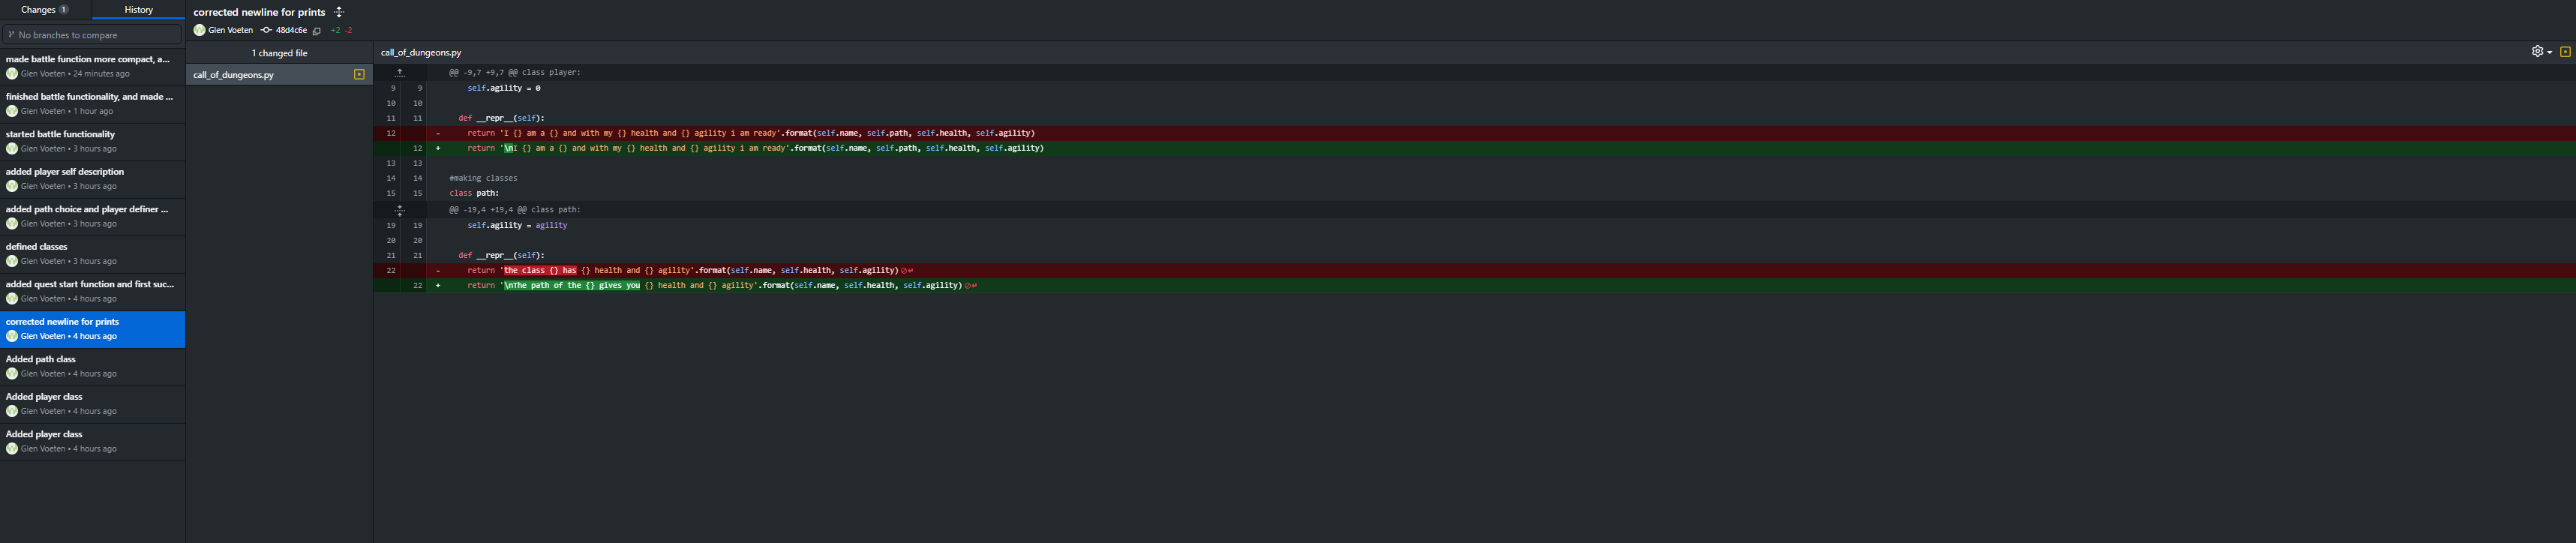 Changes 1
History
No branches to compare
made battle function more compact, a...
Glen Voeten • 24 minutes ago
finished battle functionality, and made ...
Glen Voeten • 1 hour ago
started battle functionality
Glen Voeten • 3 hours ago
added player self description
Glen Voeten • 3 hours ago
added path choice and player definer ...
Glen Voeten • 3 hours ago
defined classes
Glen Voeten • 3 hours ago
added quest start function and first suc...
Glen Voeten • 4 hours ago
corrected newline for prints
Glen Voeten • 4 hours ago
Added path class
Glen Voeten • 4 hours ago
Added player class
Glen Voeten • 4 hours ago
Added player class
Glen Voeten • 4 hours ago
corrected newline for prints
Glen Voeten 48d4c6e +2 -2
1 changed file
call_of_dungeons.py
call_of_dungeons.py
@@ -9,7 +9,7 @@ class player:
9 9 self.agility = 0
10 10
11 11 def __repr__(self):
12 - return 'I {} am a {} and with my {} health and {} agility i am ready'.format(self.name, self.path, self.health, self.agility)
12 + return '\nI {} am a {} and with my {} health and {} agility i am ready'.format(self.name, self.path, self.health, self.agility)
13 13
14 14 #making classes
15 15 class path:
@@ -19,4 +19,4 @@ class path:
19 19 self.agility = agility
20 20
21 21 def __repr__(self):
22 - return 'the class {} has {} health and {} agility'.format(self.name, self.health, self.agility)
22 + return '\nThe path of the {} gives you {} health and {} agility'.format(self.name, self.health, self.agility)